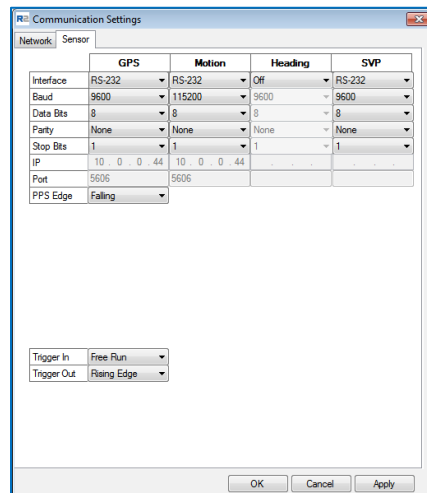 R2 Communication Settings
Network Sensor
GPS Motion Heading SVP
Interface RS-232 RS-232 Off RS-232
Baud 9600 115200 9600 9600
Data Bits 8 8 8 8
Parity None None None None
Stop Bits 1 1 1 1
IP 10 . 0 . 0 . 44 10 . 0 . 0 . 44 . . . . . .
Port 5606 5606
PPS Edge Falling
Trigger In Free Run
Trigger Out Rising Edge
OK Cancel Apply